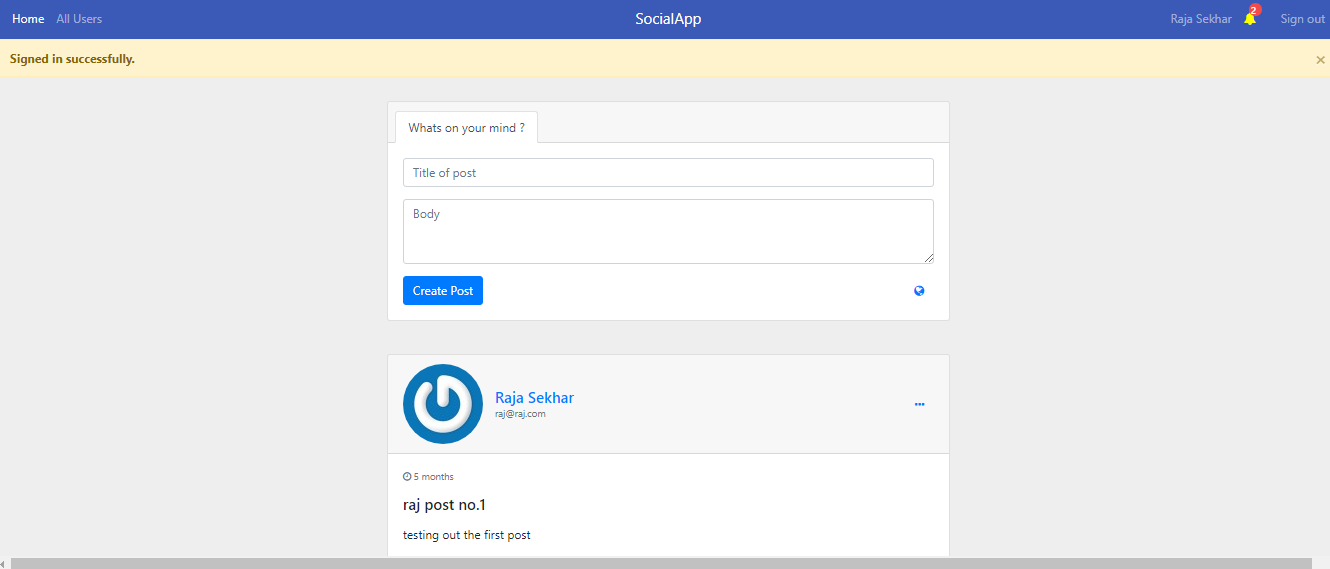 Home All Users SocialApp Raja Sekhar 2 Sign out
Signed in successfully. ×
Whats on your mind ?
Title of post
Body
Create Post
Raja Sekhar
raj@raj.com
5 months
raj post no.1
testing out the first post